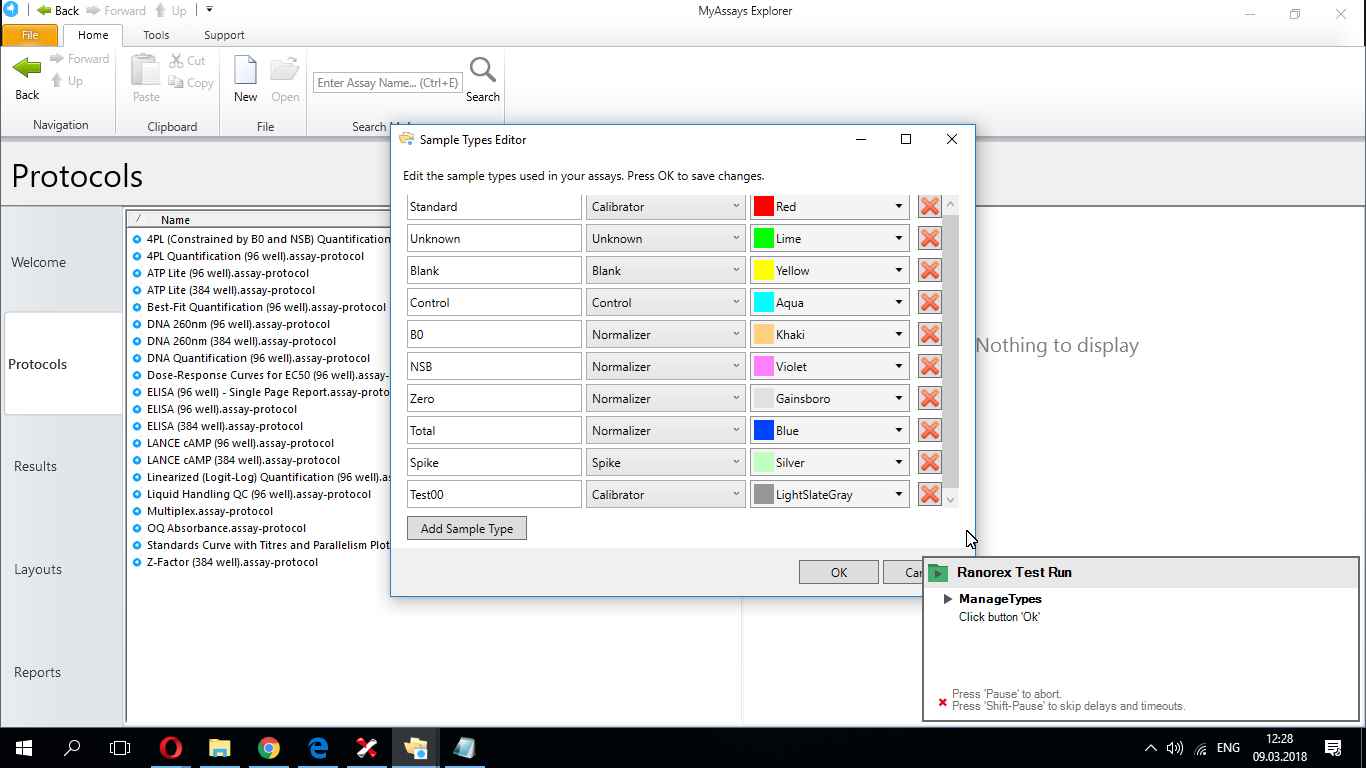 Back Forward Up
MyAssays Explorer
File Home Tools Support
Forward
Up
Back
Navigation
Paste
Cut
Copy
Clipboard
New Open
File
Enter Assay Name... (Ctrl+E)
Search
Search
Protocols
Welcome
Protocols
Results
Layouts
Reports
Name
4PL (Constrained by B0 and NSB) Quantification
4PL Quantification (96 well).assay-protocol
ATP Lite (96 well).assay-protocol
ATP Lite (384 well).assay-protocol
Best-Fit Quantification (96 well).assay-protocol
DNA 260nm (96 well).assay-protocol
DNA 260nm (384 well).assay-protocol
DNA Quantification (96 well).assay-protocol
Dose-Response Curves for EC50 (96 well).assay-
ELISA (96 well) - Single Page Report.assay-proto
ELISA (96 well).assay-protocol
ELISA (384 well).assay-protocol
LANCE cAMP (96 well).assay-protocol
LANCE cAMP (384 well).assay-protocol
Linearized (Logit-Log) Quantification (96 well).as
Liquid Handling QC (96 well).assay-protocol
Multiplex.assay-protocol
OQ Absorbance.assay-protocol
Standards Curve with Titres and Parallelism Plot
Z-Factor (384 well).assay-protocol
Nothing to display
Sample Types Editor
Edit the sample types used in your assays. Press OK to save changes.
Standard Calibrator Red
Unknown Unknown Lime
Blank Blank Yellow
Control Control Aqua
B0 Normalizer Khaki
NSB Normalizer Violet
Zero Normalizer Gainsboro
Total Normalizer Blue
Spike Spike Silver
Test00 Calibrator LightSlateGray
Add Sample Type
OK Can
Ranorex Test Run
ManageTypes
Click button 'Ok'
Press 'Pause' to abort.
Press 'Shift-Pause' to skip delays and timeouts.
ENG
12:28
09.03.2018